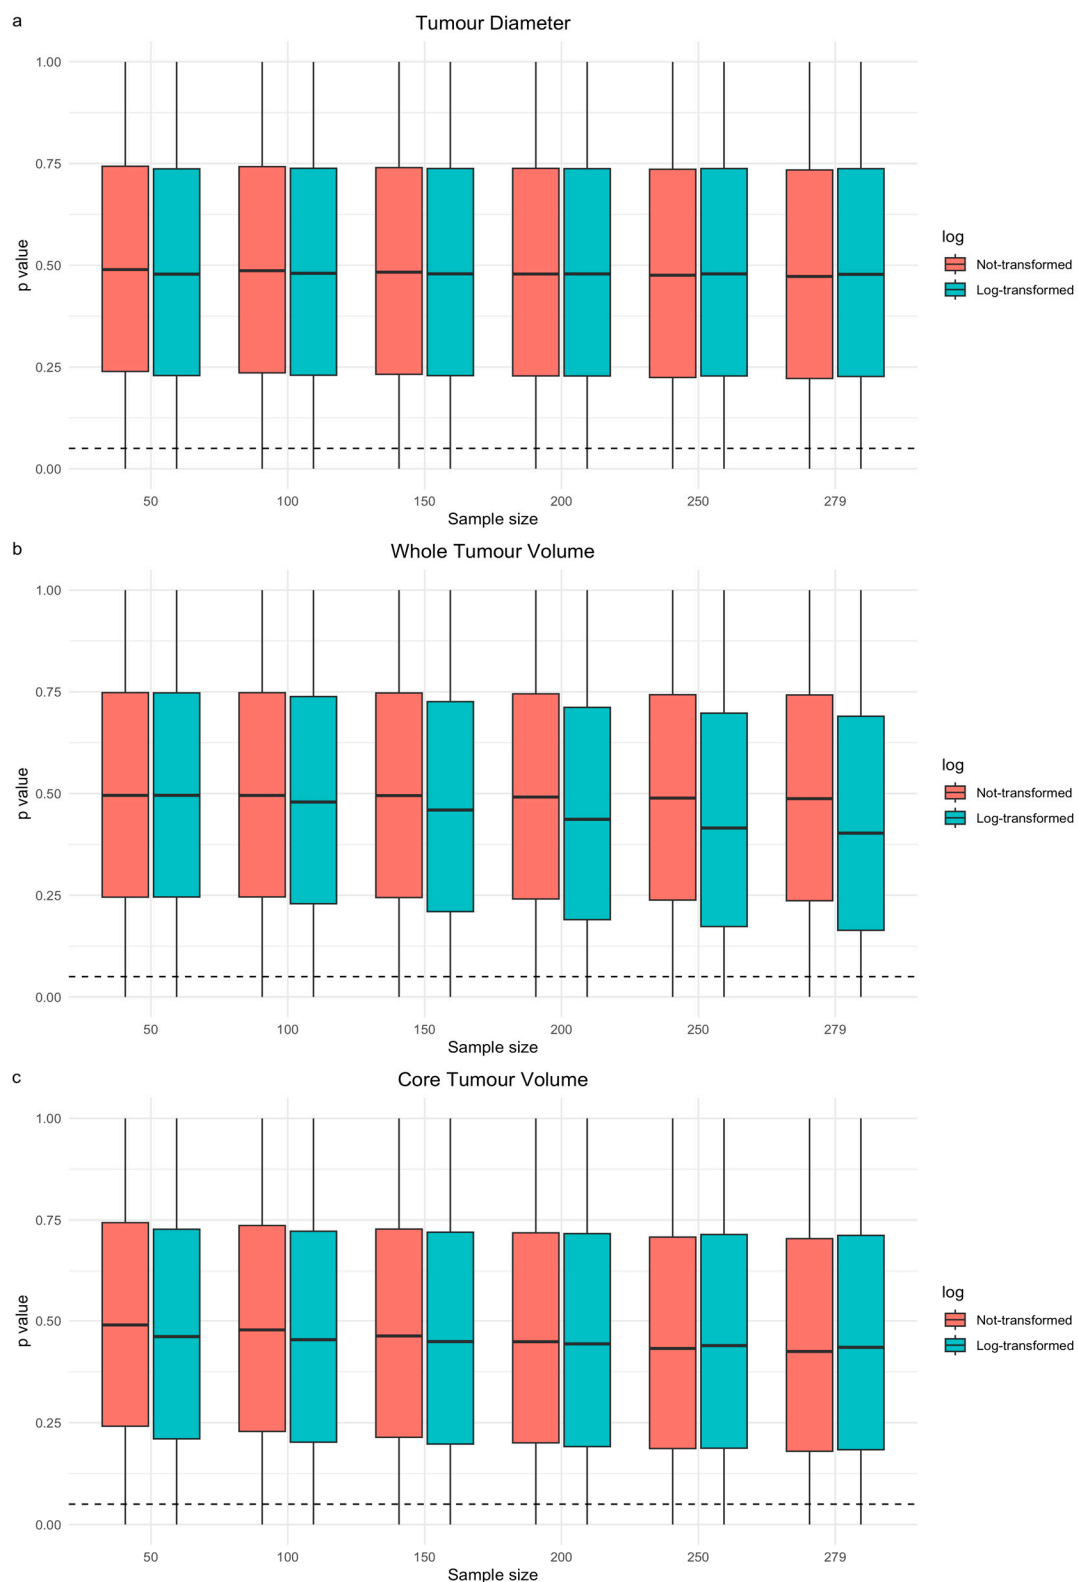 a
Tumour Diameter
1.00
0.75
0.50
0.25
0.00
p value
50 100 150 200 250 279
Sample size
log
Not-transformed
Log-transformed
b
Whole Tumour Volume
1.00
0.75
0.50
0.25
0.00
p value
50 100 150 200 250 279
Sample size
log
Not-transformed
Log-transformed
c
Core Tumour Volume
1.00
0.75
0.50
0.25
0.00
p value
50 100 150 200 250 279
Sample size
log
Not-transformed
Log-transformed